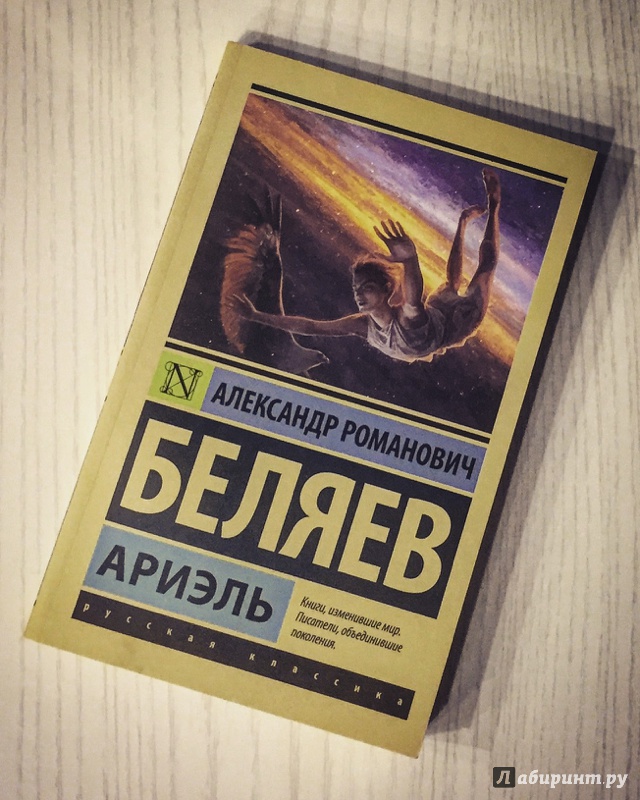 N
АЛЕКСАНДР РОМАНОВИЧ
БЕЛЯЕВ
АРИЭЛЬ
Книги, изменившие мир.
Писатели, объединившие
поколения.
русская классика
Лабиринт.ру